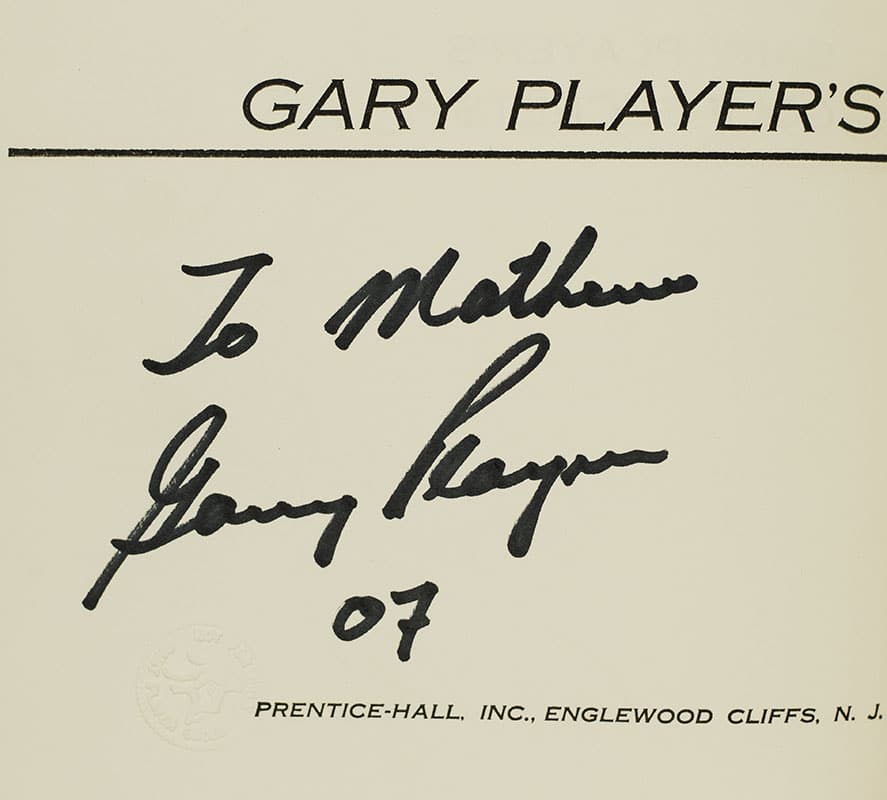 GARY PLAYER'S
To Mathew
Gary Player
07
PRENTICE-HALL, INC., ENGLEWOOD CLIFFS, N. J.